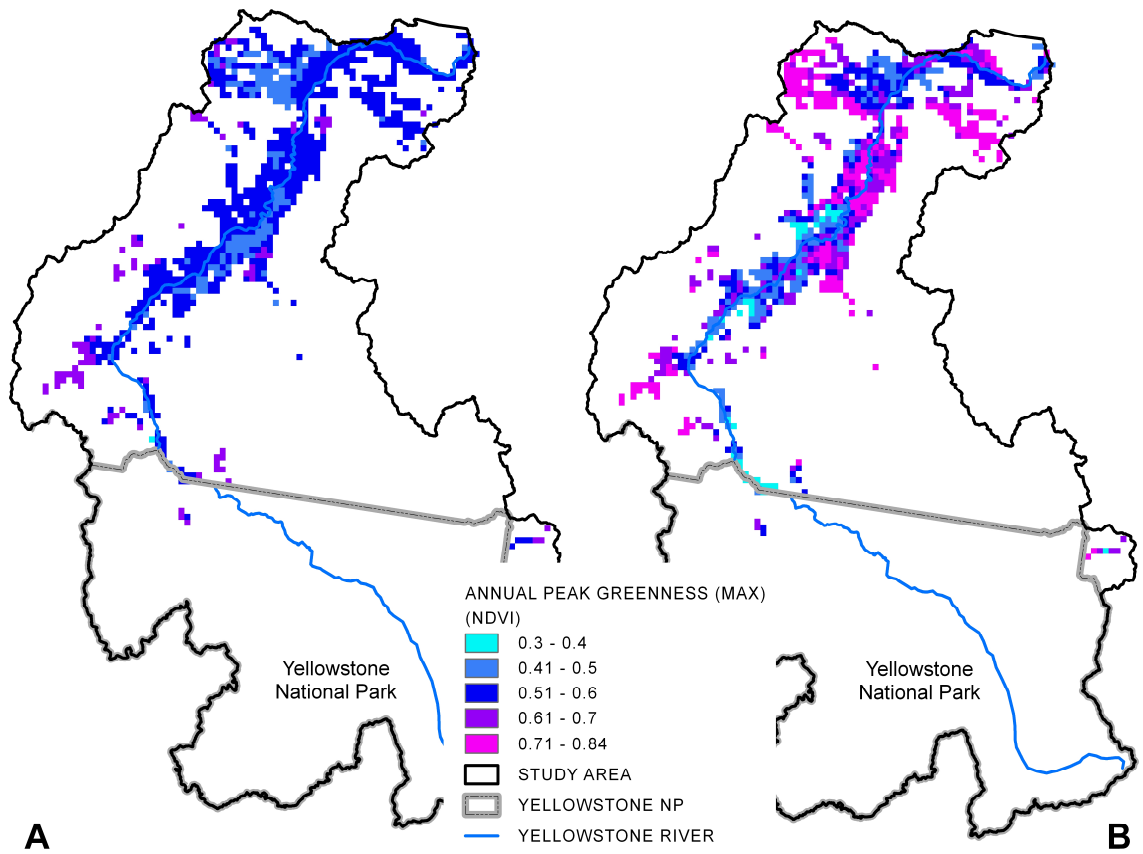 ANNUAL PEAK GREENNESS (MAX)
(NDVI)
0.3 - 0.4
0.41 - 0.5
0.51 - 0.6
0.61 - 0.7
0.71 - 0.84
STUDY AREA
YELLOWSTONE NP
YELLOWSTONE RIVER
Yellowstone
National Park
Yellowstone
National Park
A
B